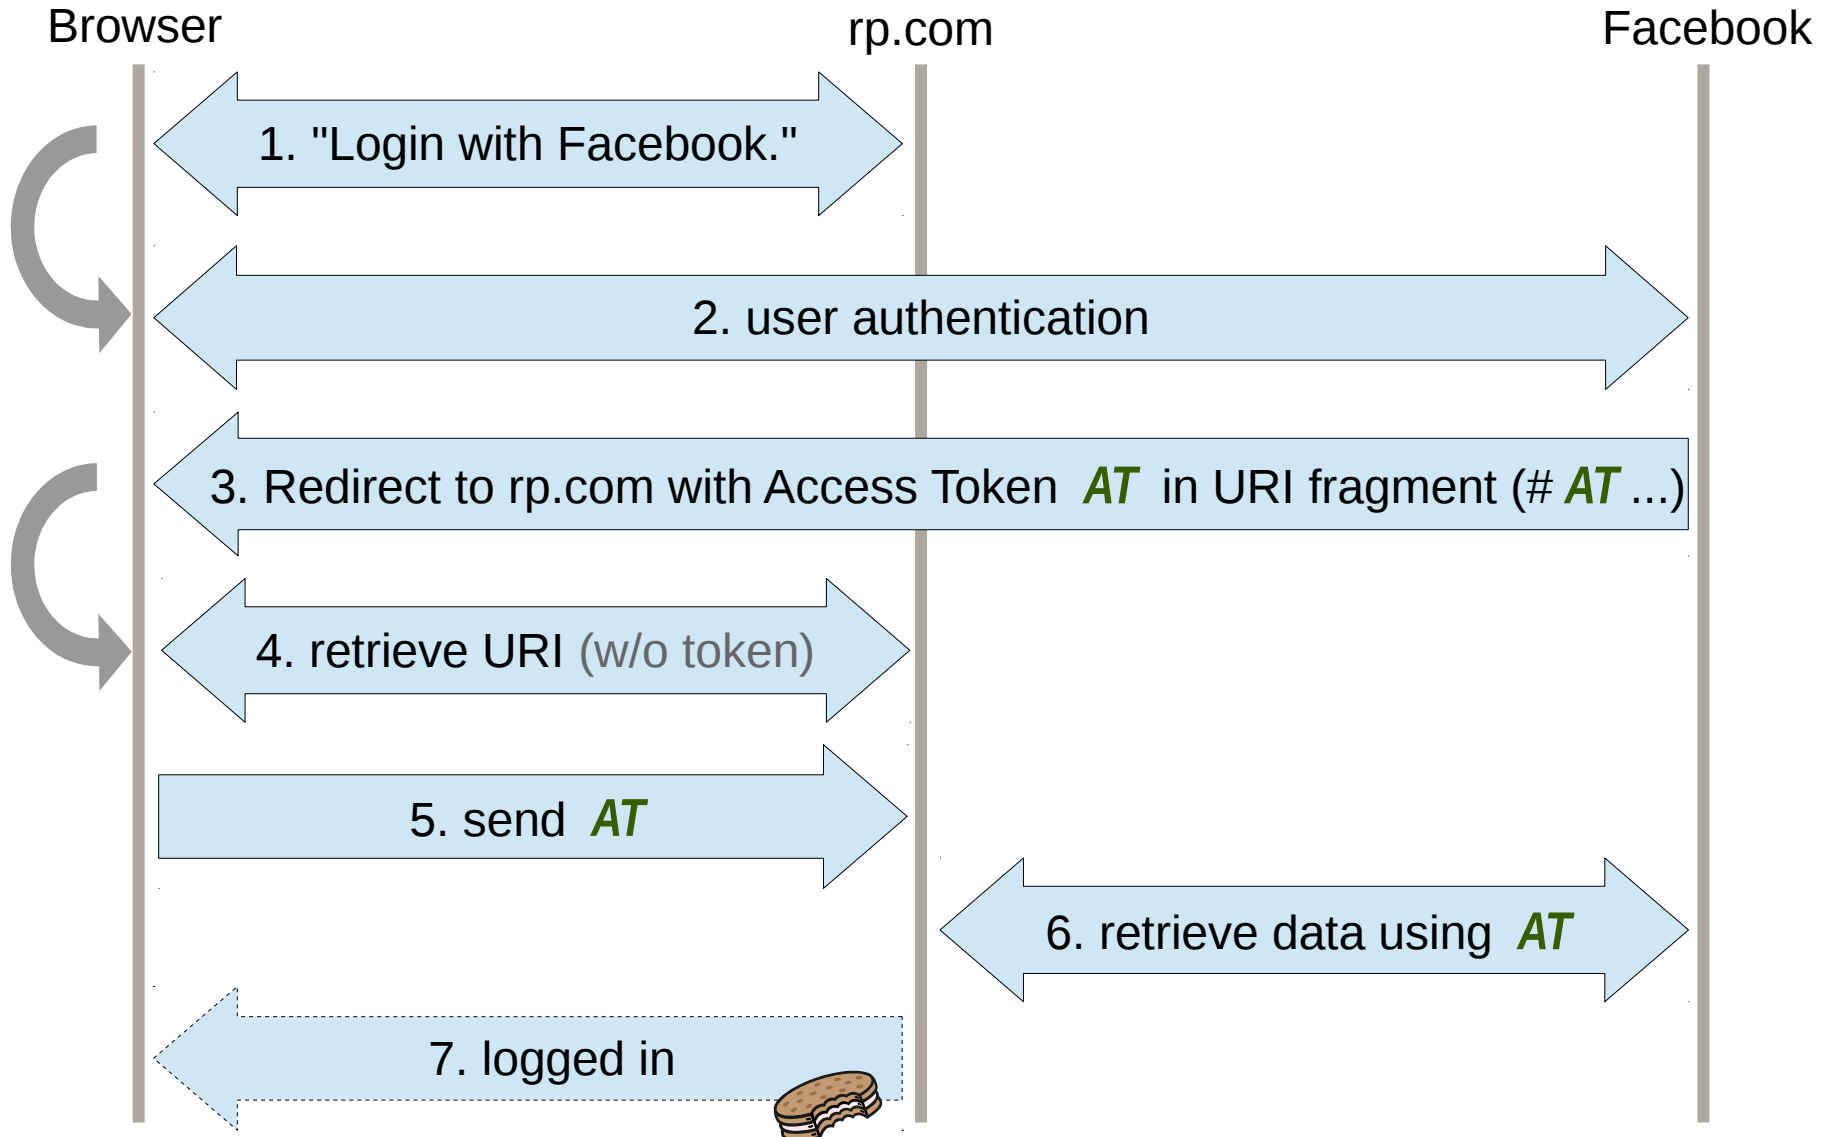 Browser rp.com Facebook
1. "Login with Facebook."
2. user authentication
3. Redirect to rp.com with Access Token AT in URI fragment (# AT ...)
4. retrieve URI (w/o token)
5. send AT
6. retrieve data using AT
7. logged in